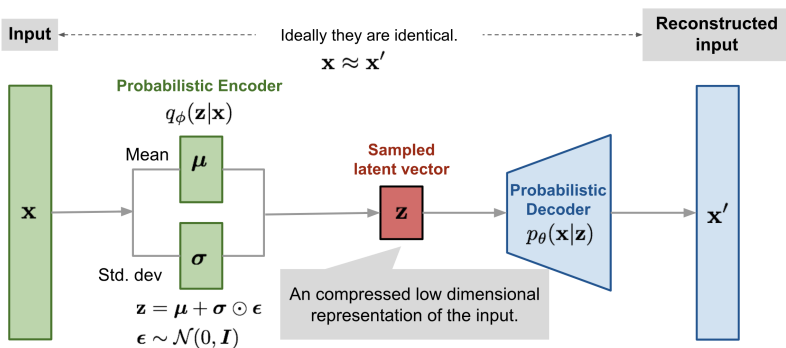 Input
Ideally they are identical.
x ≈ x′
Reconstructed
input
Probabilistic Encoder
qϕ(z|x)
Mean
μ
x
Std. dev
σ
z = μ + σ ⊙ ϵ
ϵ ∼ 𝒩(0, I)
Sampled
latent vector
z
An compressed low dimensional
representation of the input.
Probabilistic
Decoder
pθ(x|z)
x′